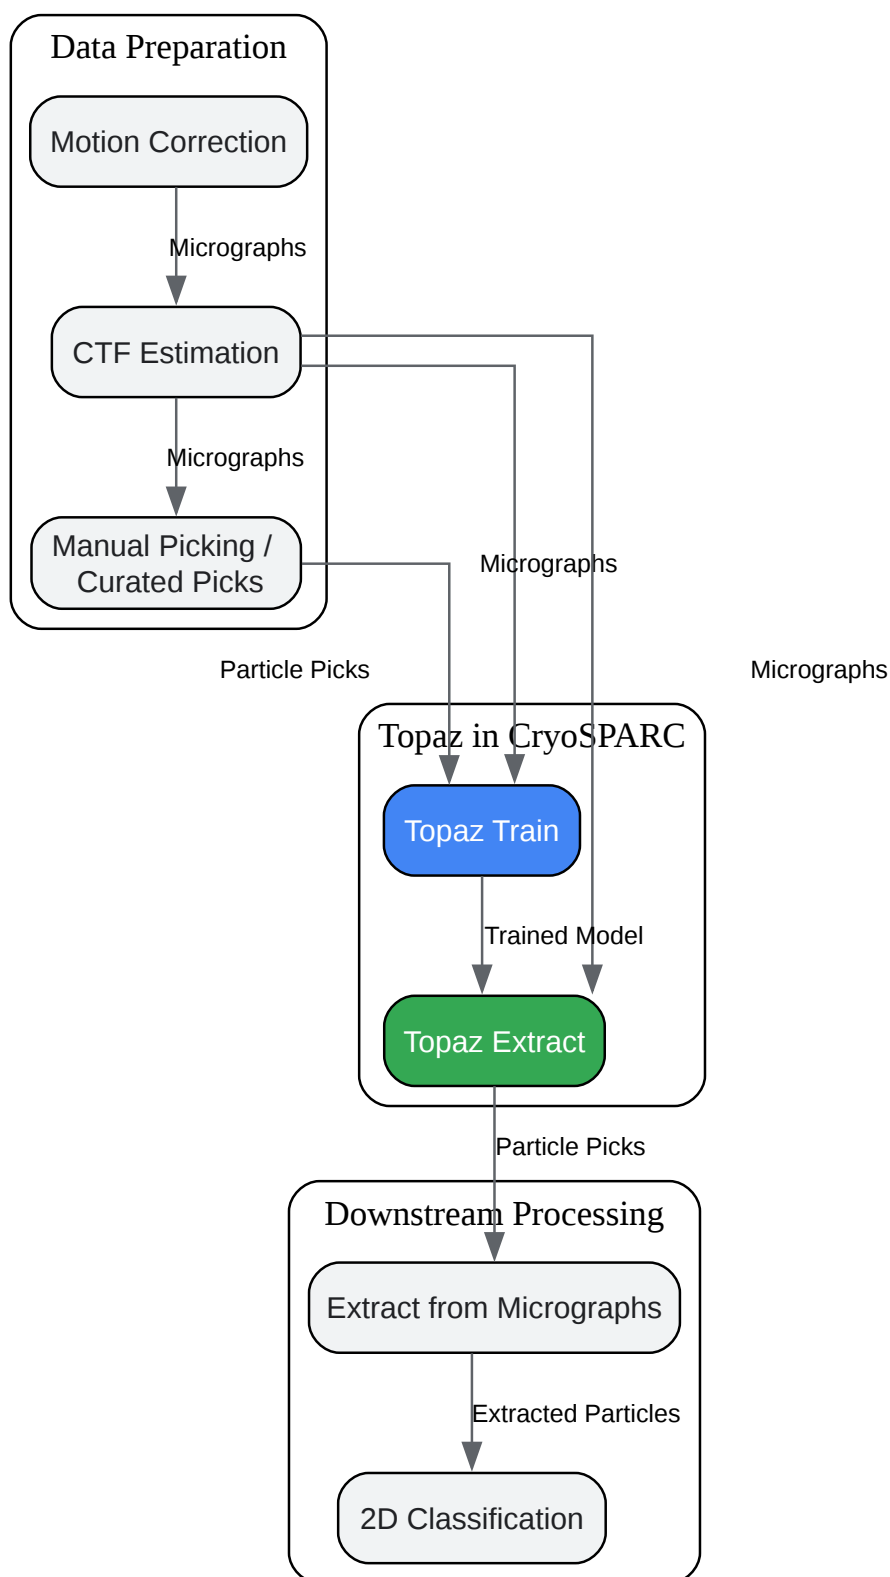 Data Preparation
Motion Correction
Micrographs
CTF Estimation
Micrographs
Manual Picking /
Curated Picks
Micrographs
Particle Picks
Micrographs
Topaz in CryoSPARC
Topaz Train
Trained Model
Topaz Extract
Particle Picks
Downstream Processing
Extract from Micrographs
Extracted Particles
2D Classification